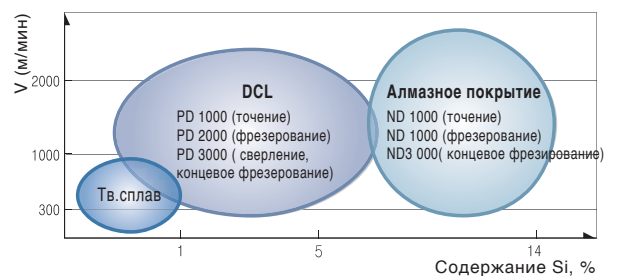 V (м/мин)
2000
1000
300
DCL
PD 1000 (точение)
PD 2000 (фрезерование)
PD 3000 ( сверление,
концевое фрезерование)
Алмазное покрытие
ND 1000 (точение)
ND 1000 (фрезерование)
ND3 000( концевое фрезирование)
Тв.сплав
1
5
14
Содержание Si, %